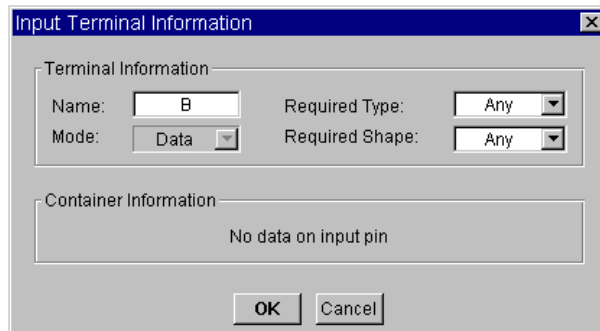 Input Terminal Information
Terminal Information
Name: B Required Type: Any
Mode: Data Required Shape: Any
Container Information
No data on input pin
OK Cancel